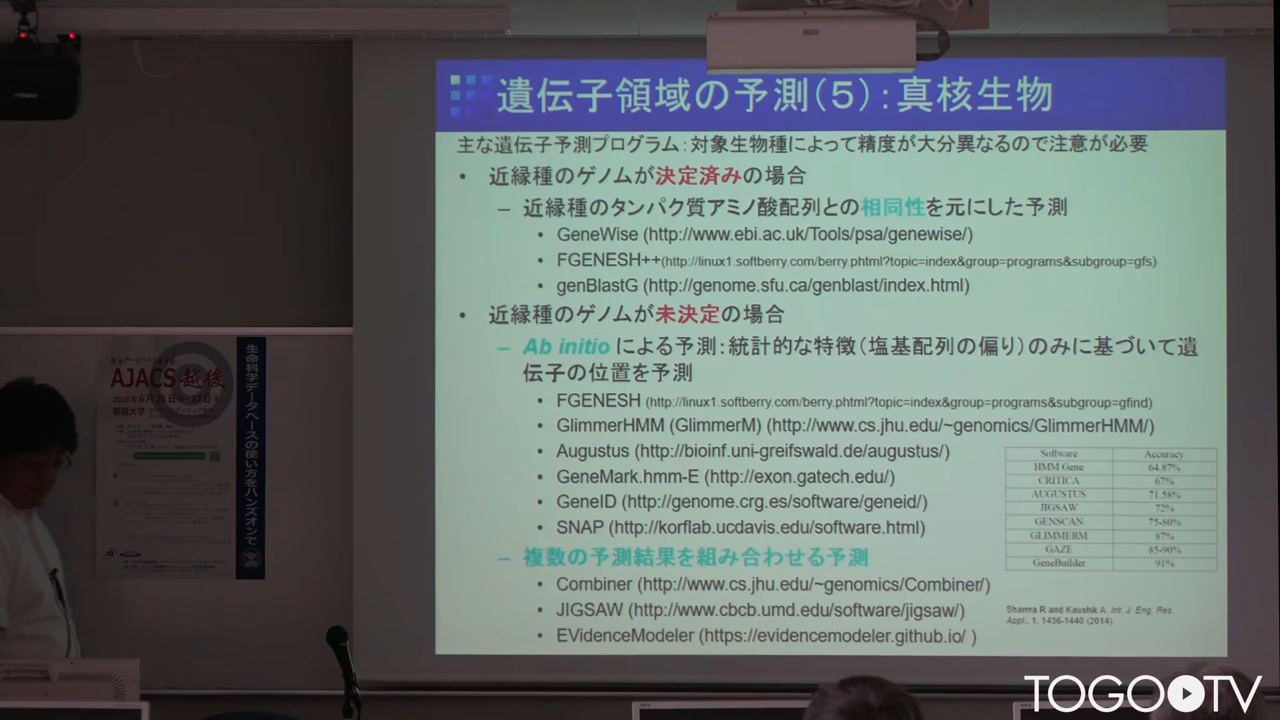 遺伝子領域の予測(5):真核生物
主な遺伝子予測プログラム:対象生物種によって精度が大分異なるので注意が必要
• 近縁種のゲノムが決定済みの場合
– 近縁種のタンパク質アミノ酸配列との相同性を元にした予測
• GeneWise (http://www.ebi.ac.uk/Tools/psa/genewise/)
• FGENESH++(http://linux1.softberry.com/berry.phtml?topic=index&group=programs&subgroup=gfs)
• genBlastG (http://genome.sfu.ca/genblast/index.html)
• 近縁種のゲノムが未決定の場合
– Ab initio による予測:統計的な特徴(塩基配列の偏り)のみに基づいて遺
伝子の位置を予測
• FGENESH (http://linux1.softberry.com/berry.phtml?topic=index&group=programs&subgroup=gfind)
• GlimmerHMM (GlimmerM) (http://www.cs.jhu.edu/~genomics/GlimmerHMM/)
• Augustus (http://bioinf.uni-greifswald.de/augustus/)
• GeneMark.hmm-E (http://exon.gatech.edu/)
• GeneID (http://genome.crg.es/software/geneid/)
• SNAP (http://korflab.ucdavis.edu/software.html)
– 複数の予測結果を組み合わせる予測
• Combiner (http://www.cs.jhu.edu/~genomics/Combiner/)
• JIGSAW (http://www.cbcb.umd.edu/software/jigsaw/)
• EVidenceModeler (https://evidencemodeler.github.io/ )
Software Accuracy
HMM Gene 64.87%
CRITICA 67%
AUGUSTUS 71.58%
JIGSAW 72%
GENSCAN 75-80%
GLIMMERM 87%
GAZE 85-90%
GeneBuilder 91%
Sharma R and Kaushik A. Int. J. Eng. Res.
Appl., 1. 1436-1440 (2014)
AJACS 越後
新潟大学
生命科学データベースの使い方をハンズオンで
TOGOTV